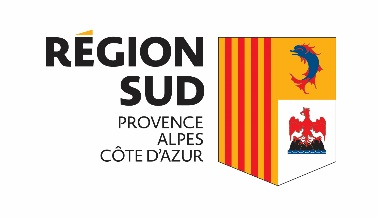 RÉGION
SUD
PROVENCE
ALPES
CÔTE D'AZUR